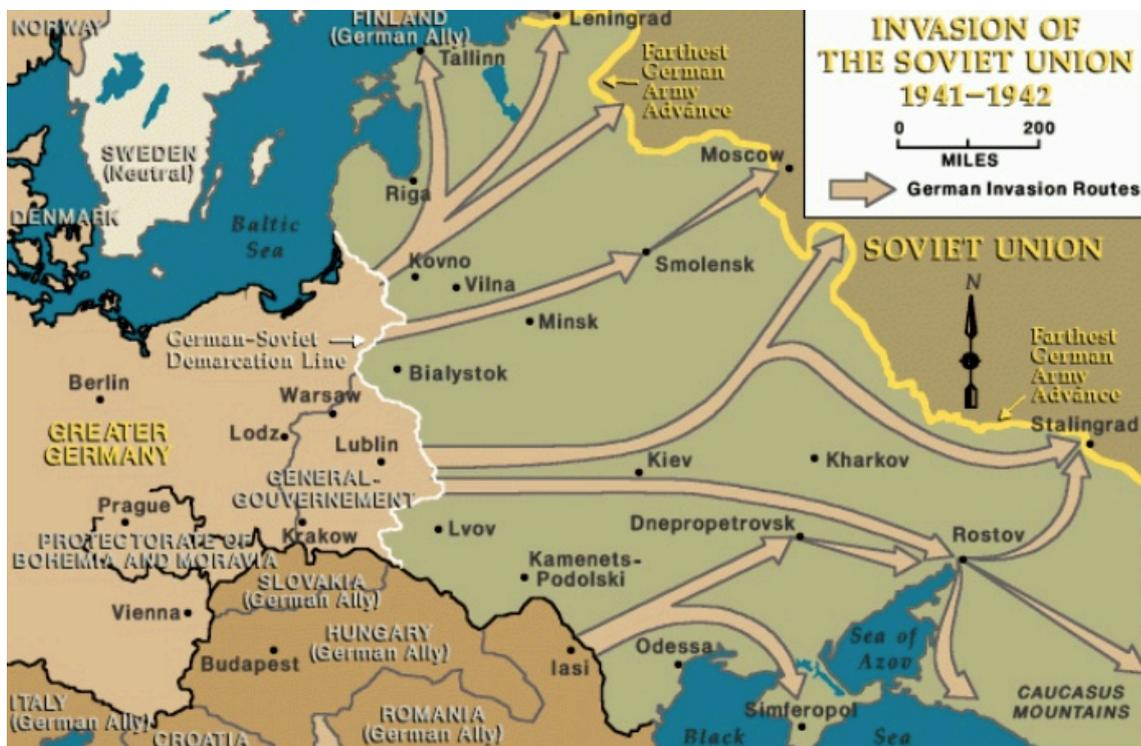 NORWAY
FINLAND
(German Ally)
Leningrad
Tallinn
Farthest
German
Army
Advance
INVASION OF
THE SOVIET UNION
1941–1942
0 200
MILES
German Invasion Routes
SWEDEN
(Neutral)
Moscow
Riga
DENMARK
Baltic
Sea
SOVIET UNION
Kovno
Vilna
Smolensk
N
Minsk
German-Soviet
Demarcation Line
Farthest
German
Army
Advance
Bialystok
Berlin
Warsaw
Stalingrad
GREATER
GERMANY
Lodz
Lublin
Kiev
Kharkov
GENERAL-
GOUVERNEMENT
Prague
Krakow
Lvov
Dnepropetrovsk
Rostov
PROTECTORATE OF
BOHEMIA AND MORAVIA
Kamenets-
Podolski
SLOVAKIA
(German Ally)
Vienna
HUNGARY
(German Ally)
Budapest
Iasi
Odessa
Sea of
Azov
ITALY
(German Ally)
ROMANIA
(German Ally)
Simferopol
CAUCASUS
MOUNTAINS
CROATIA
Black Sea